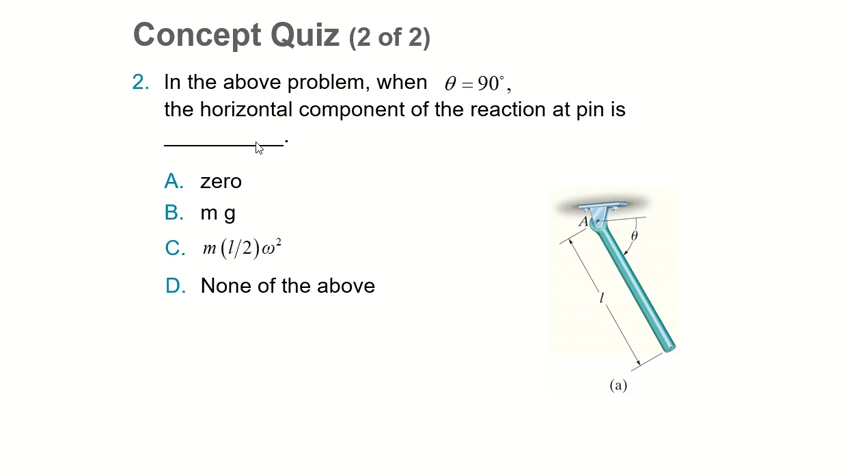 Concept Quiz (2 of 2)
2. In the above problem, when θ = 90°,
the horizontal component of the reaction at pin is
____________.
A. zero
B. m g
C. m (l/2)ω²
D. None of the above
A
θ
l
(a)